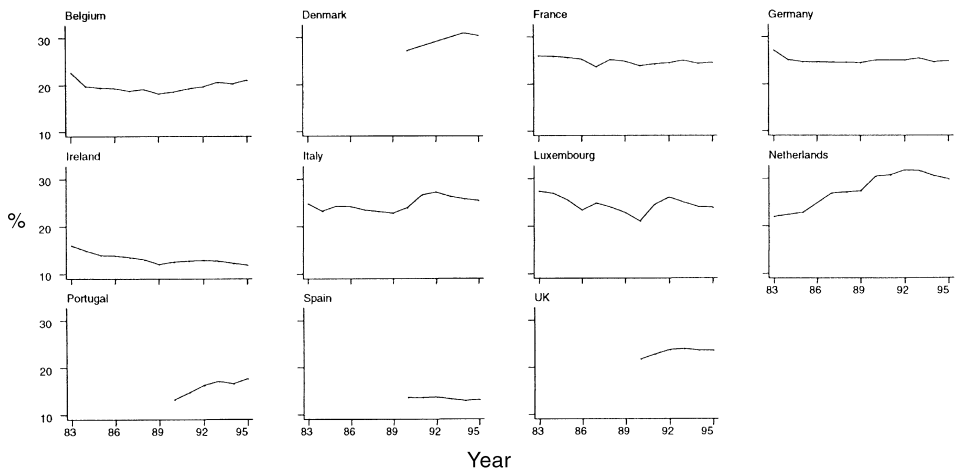 Belgium Denmark France Germany
30
20
10
Ireland Italy Luxembourg Netherlands
30
%
20
10
83 86 89 92 95
Portugal Spain UK
30
20
10
83 86 89 92 95 83 86 89 92 95 83 86 89 92 95
Year